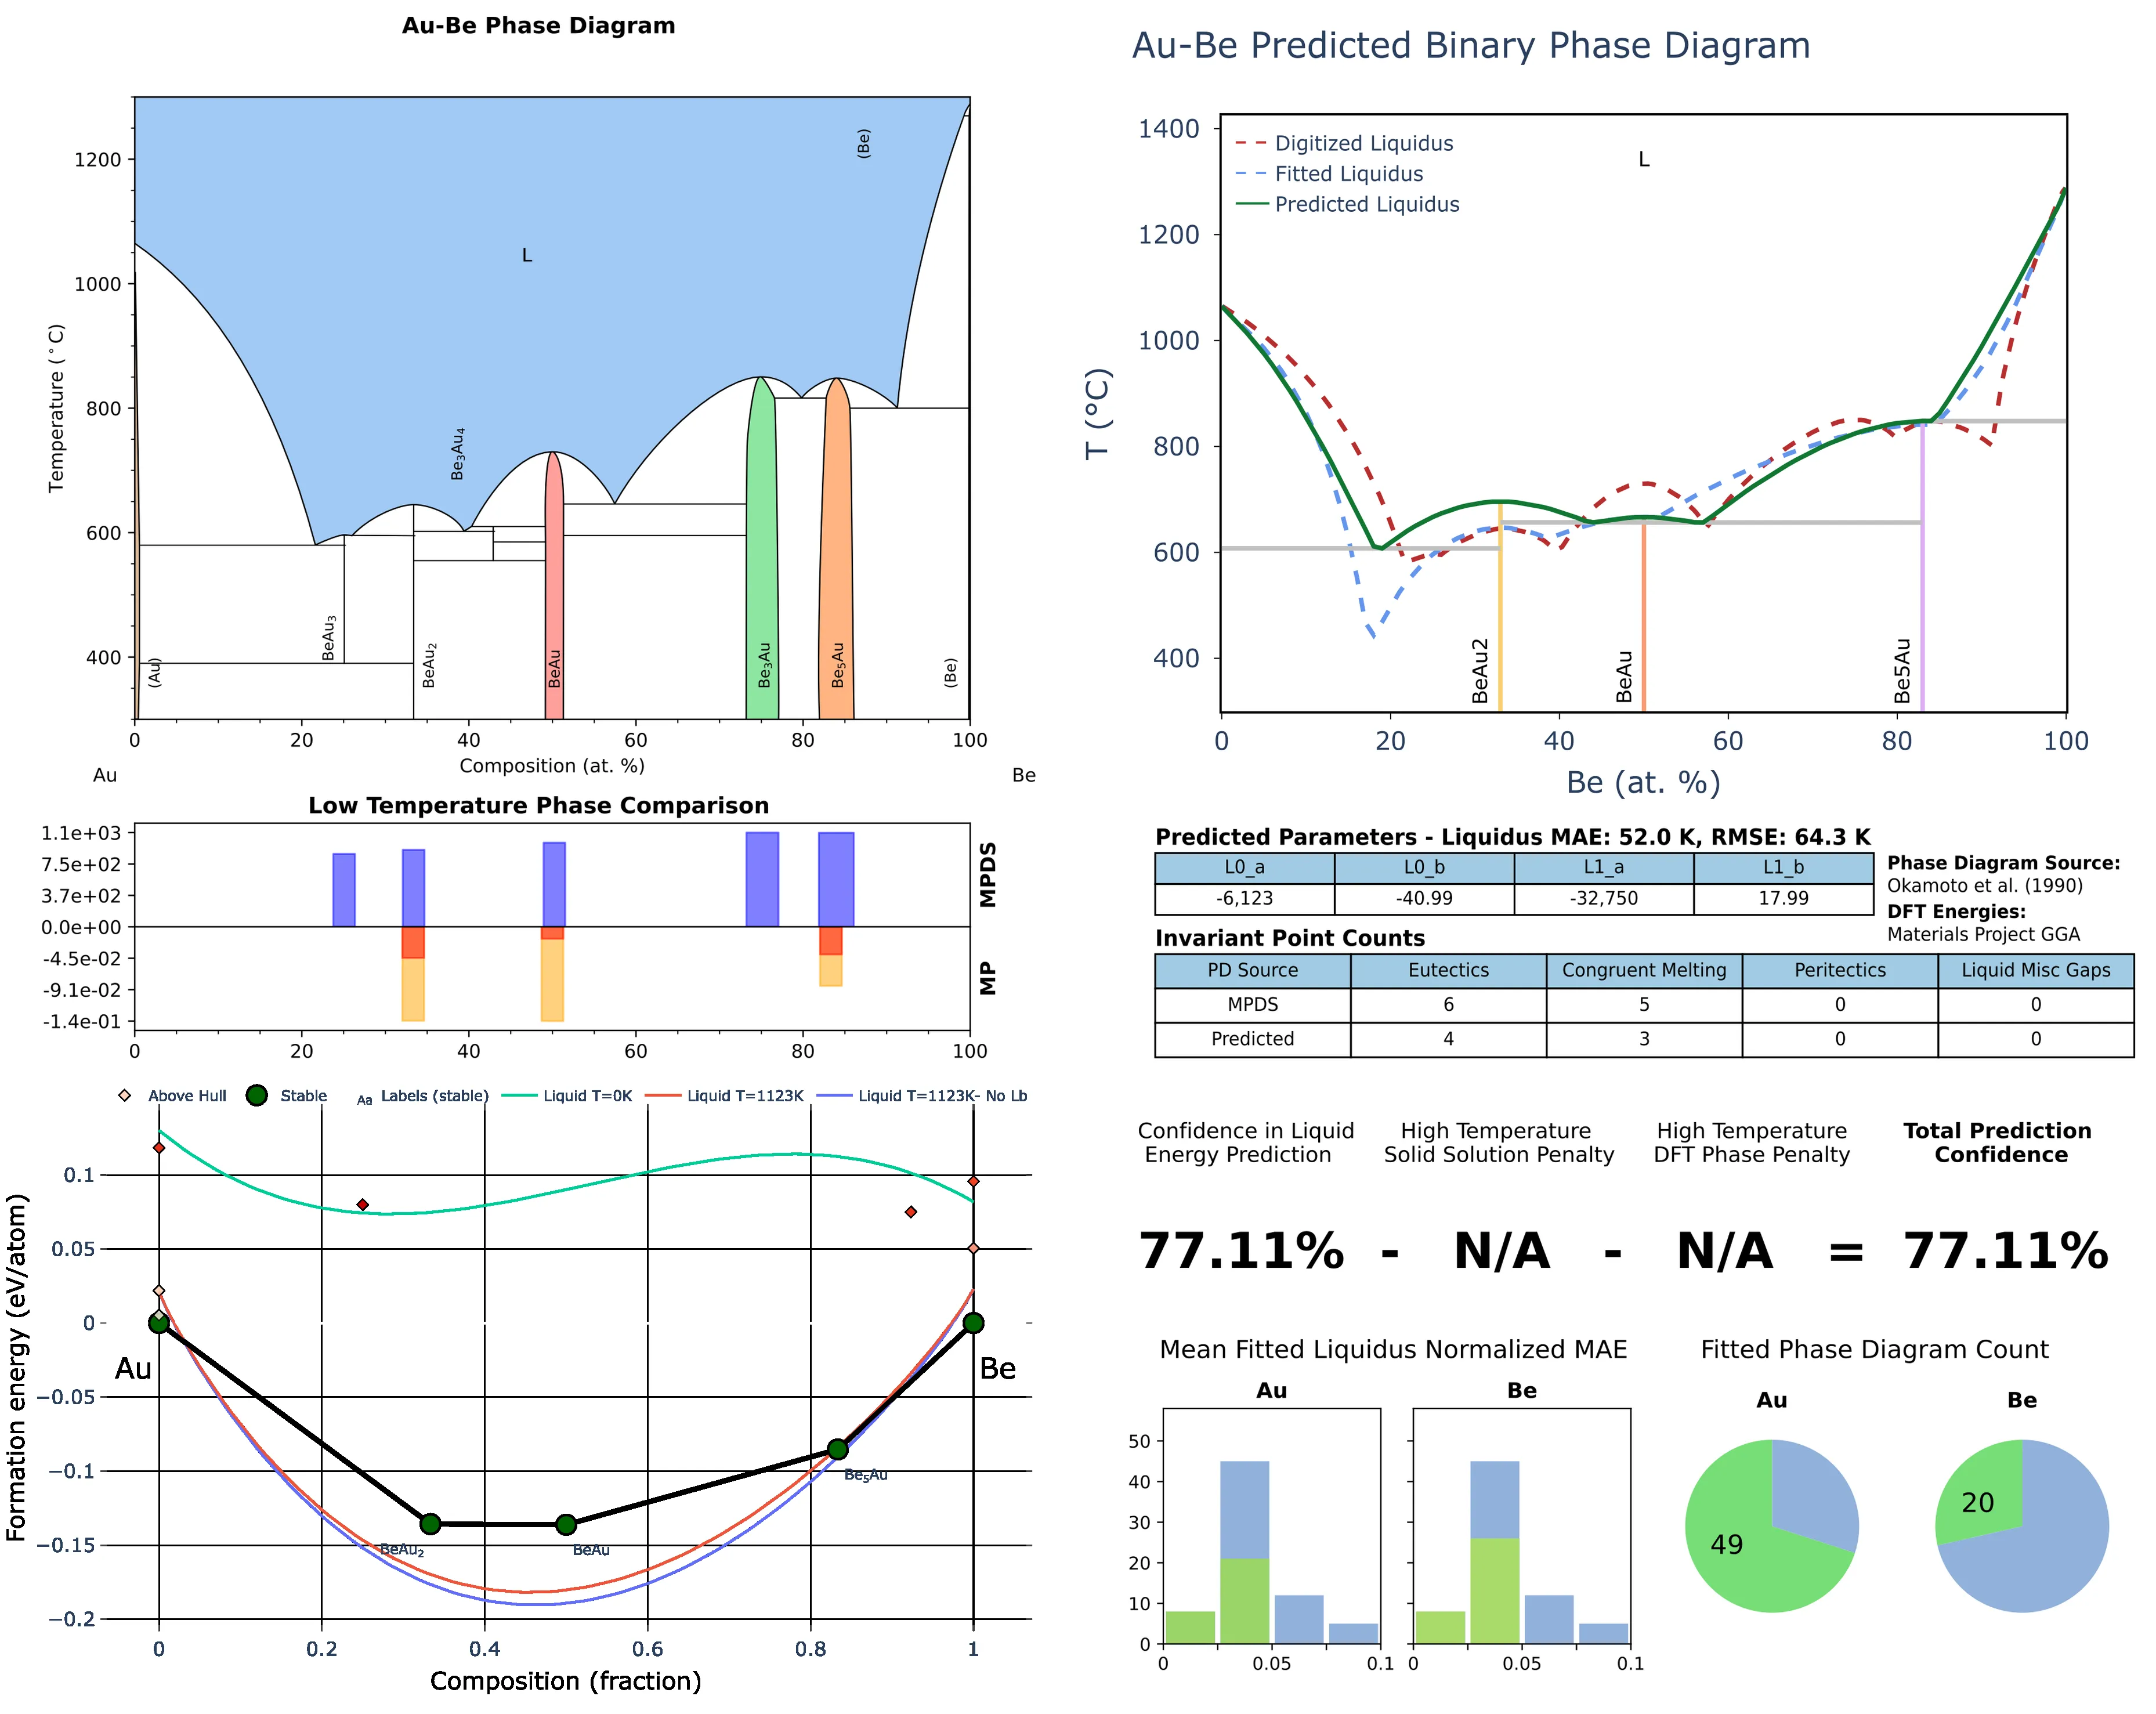 Au-Be Phase Diagram
Temperature (°C)
1200
1000
800
600
400
(Be)
L
Be₃Au₄
(Au)
BeAu₃
BeAu₂
BeAu
Be₃Au
Be₅Au
(Be)
0 20 40 60 80 100
Composition (at. %)
Au Be
Low Temperature Phase Comparison
1.1e+03
7.5e+02
3.7e+02
0.0e+00
-4.5e-02
-9.1e-02
-1.4e-01
MPDS
MP
0 20 40 60 80 100
Above Hull Stable Aa Labels (stable) Liquid T=0K Liquid T=1123K Liquid T=1123K- No Lb
Formation energy (eV/atom)
0.1
0.05
0
−0.05
−0.1
−0.15
−0.2
Au Be
BeAu₂
BeAu
Be₅Au
0 0.2 0.4 0.6 0.8 1
Composition (fraction)
Au-Be Predicted Binary Phase Diagram
T (°C)
1400
1200
1000
800
600
400
Digitized Liquidus
Fitted Liquidus
Predicted Liquidus
L
BeAu2
BeAu
Be5Au
0 20 40 60 80 100
Be (at. %)
Predicted Parameters - Liquidus MAE: 52.0 K, RMSE: 64.3 K
L0_a L0_b L1_a L1_b
-6,123 -40.99 -32,750 17.99
Phase Diagram Source:
Okamoto et al. (1990)
DFT Energies:
Materials Project GGA
Invariant Point Counts
PD Source Eutectics Congruent Melting Peritectics Liquid Misc Gaps
MPDS 6 5 0 0
Predicted 4 3 0 0
Confidence in Liquid
Energy Prediction
High Temperature
Solid Solution Penalty
High Temperature
DFT Phase Penalty
Total Prediction
Confidence
77.11% - N/A - N/A = 77.11%
Mean Fitted Liquidus Normalized MAE
Au Be
50
40
30
20
10
0
0 0.05 0.1
0 0.05 0.1
Fitted Phase Diagram Count
Au Be
49
20